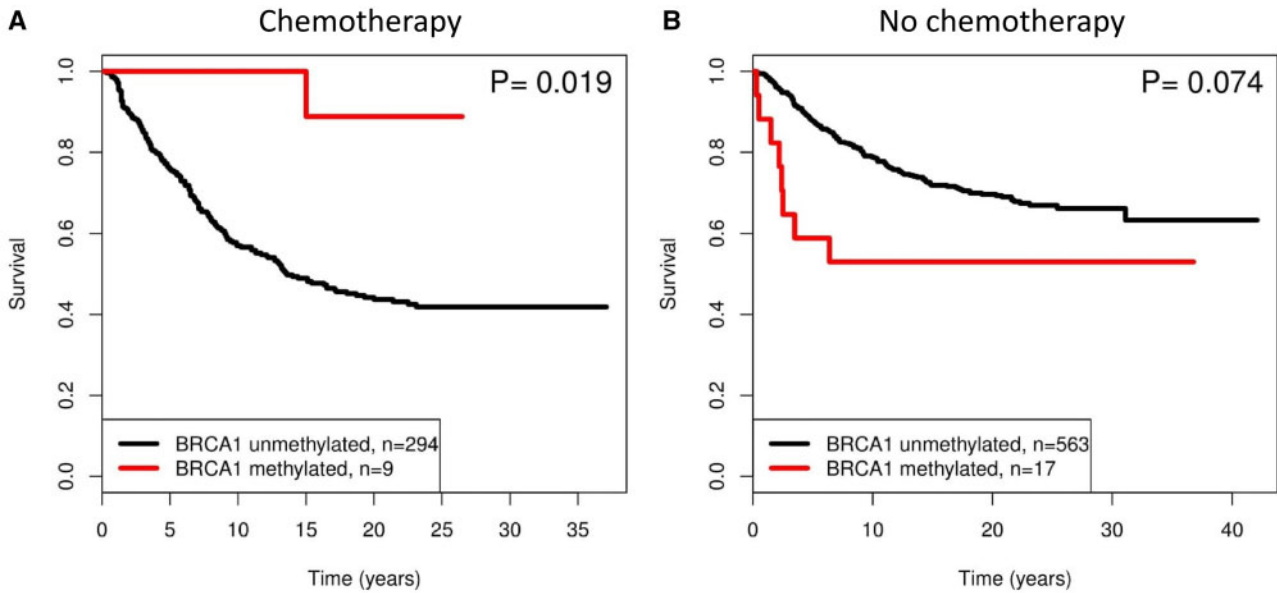 A
Chemotherapy
P= 0.019
1.0
0.8
0.6
0.4
0.2
0.0
Survival
BRCA1 unmethylated, n=294
BRCA1 methylated, n=9
0 5 10 15 20 25 30 35
Time (years)
B
No chemotherapy
P= 0.074
1.0
0.8
0.6
0.4
0.2
0.0
Survival
BRCA1 unmethylated, n=563
BRCA1 methylated, n=17
0 10 20 30 40
Time (years)